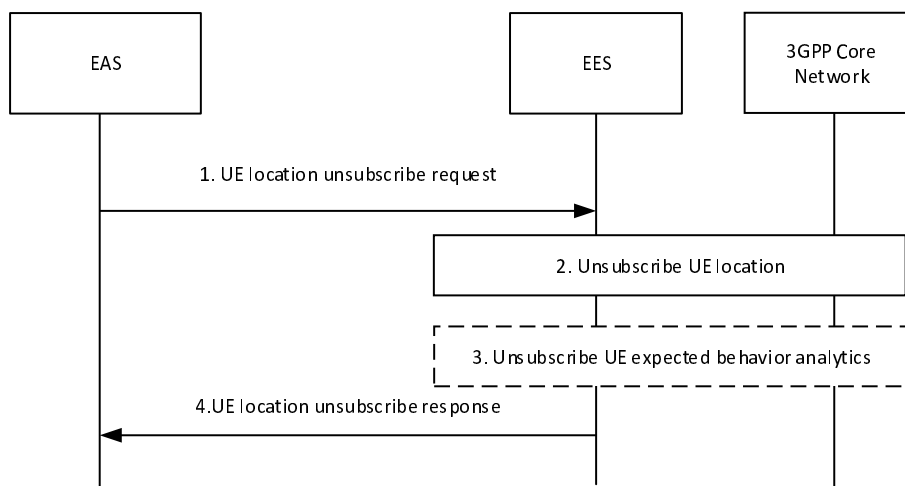 EAS
EES
3GPP Core
Network
1. UE location unsubscribe request
2. Unsubscribe UE location
3. Unsubscribe UE expected behavior analytics
4.UE location unsubscribe response